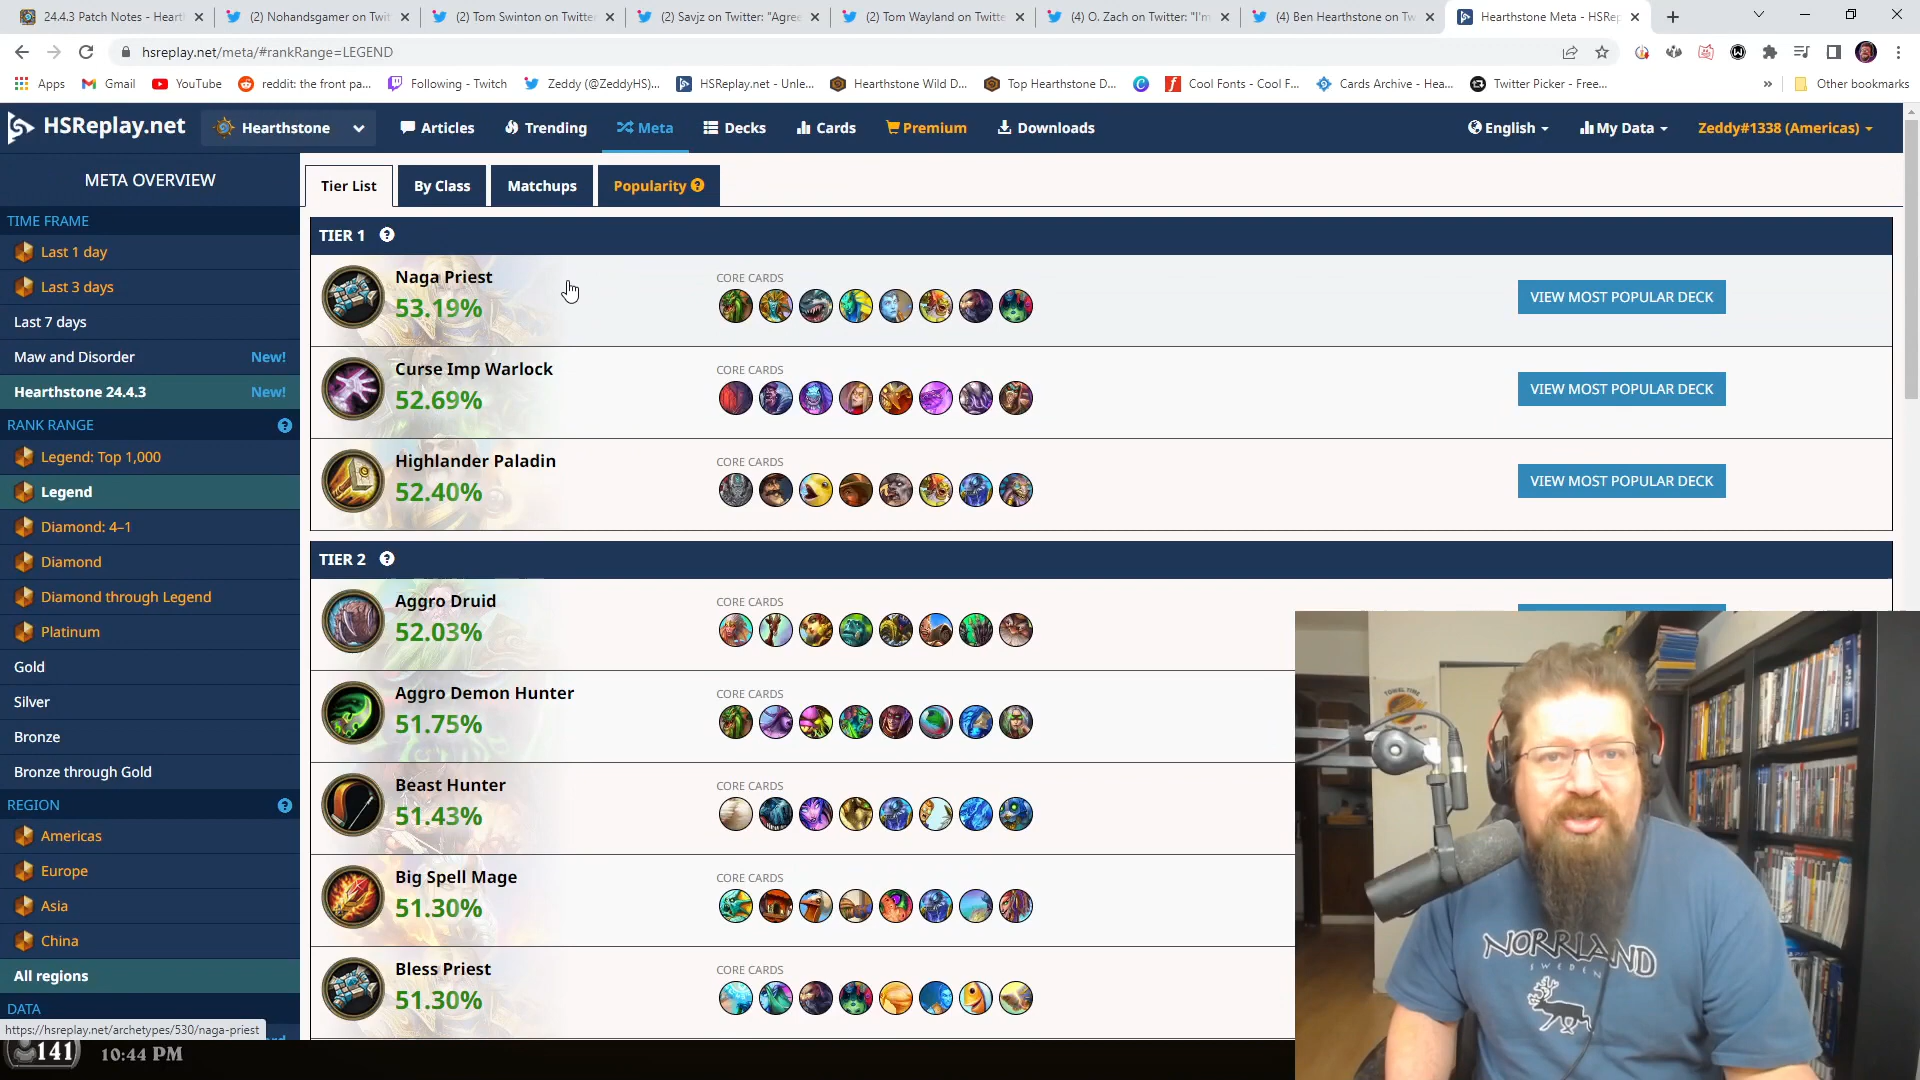 24.4.3 Patch Notes - Heart
(2) Nohandsgamer on Twit
(2) Tom Swinton on Twitter
(2) Savjz on Twitter: "Agree
(2) Tom Wayland on Twitte
(4) O. Zach on Twitter: "I'm
(4) Ben Hearthstone on Tw
Hearthstone Meta - HSRep
hsreplay.net/meta/#rankRange=LEGEND
Apps
Gmail
YouTube
reddit: the front pa...
Following - Twitch
Zeddy (@ZeddyHS)...
HSReplay.net - Unle...
Hearthstone Wild D...
Top Hearthstone D...
Cool Fonts - Cool F...
Cards Archive - Hea...
Twitter Picker - Free...
»
Other bookmarks
HSReplay.net
Hearthstone
Articles
Trending
Meta
Decks
Cards
Premium
Downloads
English
My Data
Zeddy#1338 (Americas)
META OVERVIEW
TIME FRAME
Last 1 day
Last 3 days
Last 7 days
Maw and Disorder New!
Hearthstone 24.4.3 New!
RANK RANGE ?
Legend: Top 1,000
Legend
Diamond: 4–1
Diamond
Diamond through Legend
Platinum
Gold
Silver
Bronze
Bronze through Gold
REGION ?
Americas
Europe
Asia
China
All regions
DATA
https://hsreplay.net/archetypes/530/naga-priest
141 10:44 PM
Tier List
By Class
Matchups
Popularity ?
TIER 1 ?
Naga Priest
53.19%
CORE CARDS
VIEW MOST POPULAR DECK
Curse Imp Warlock
52.69%
CORE CARDS
VIEW MOST POPULAR DECK
Highlander Paladin
52.40%
CORE CARDS
VIEW MOST POPULAR DECK
TIER 2 ?
Aggro Druid
52.03%
CORE CARDS
Aggro Demon Hunter
51.75%
CORE CARDS
Beast Hunter
51.43%
CORE CARDS
Big Spell Mage
51.30%
CORE CARDS
Bless Priest
51.30%
CORE CARDS
NORRLAND
SWEDEN